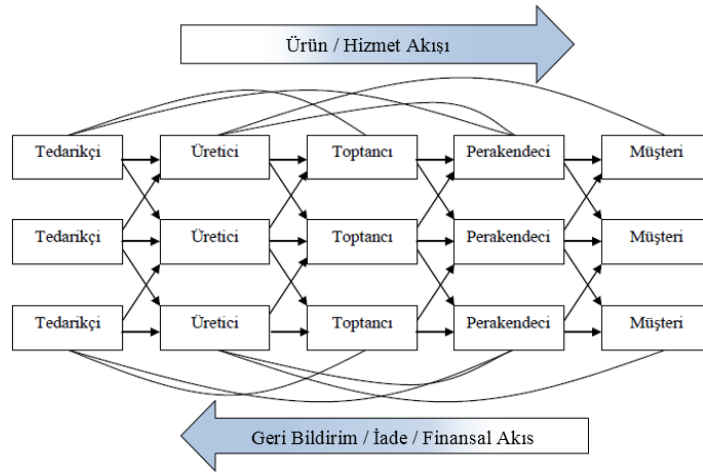 Ürün / Hizmet Akışı
Tedarikçi Üretici Toptancı Perakendeci Müşteri
Tedarikçi Üretici Toptancı Perakendeci Müşteri
Tedarikçi Üretici Toptancı Perakendeci Müşteri
Geri Bildirim / İade / Finansal Akıs